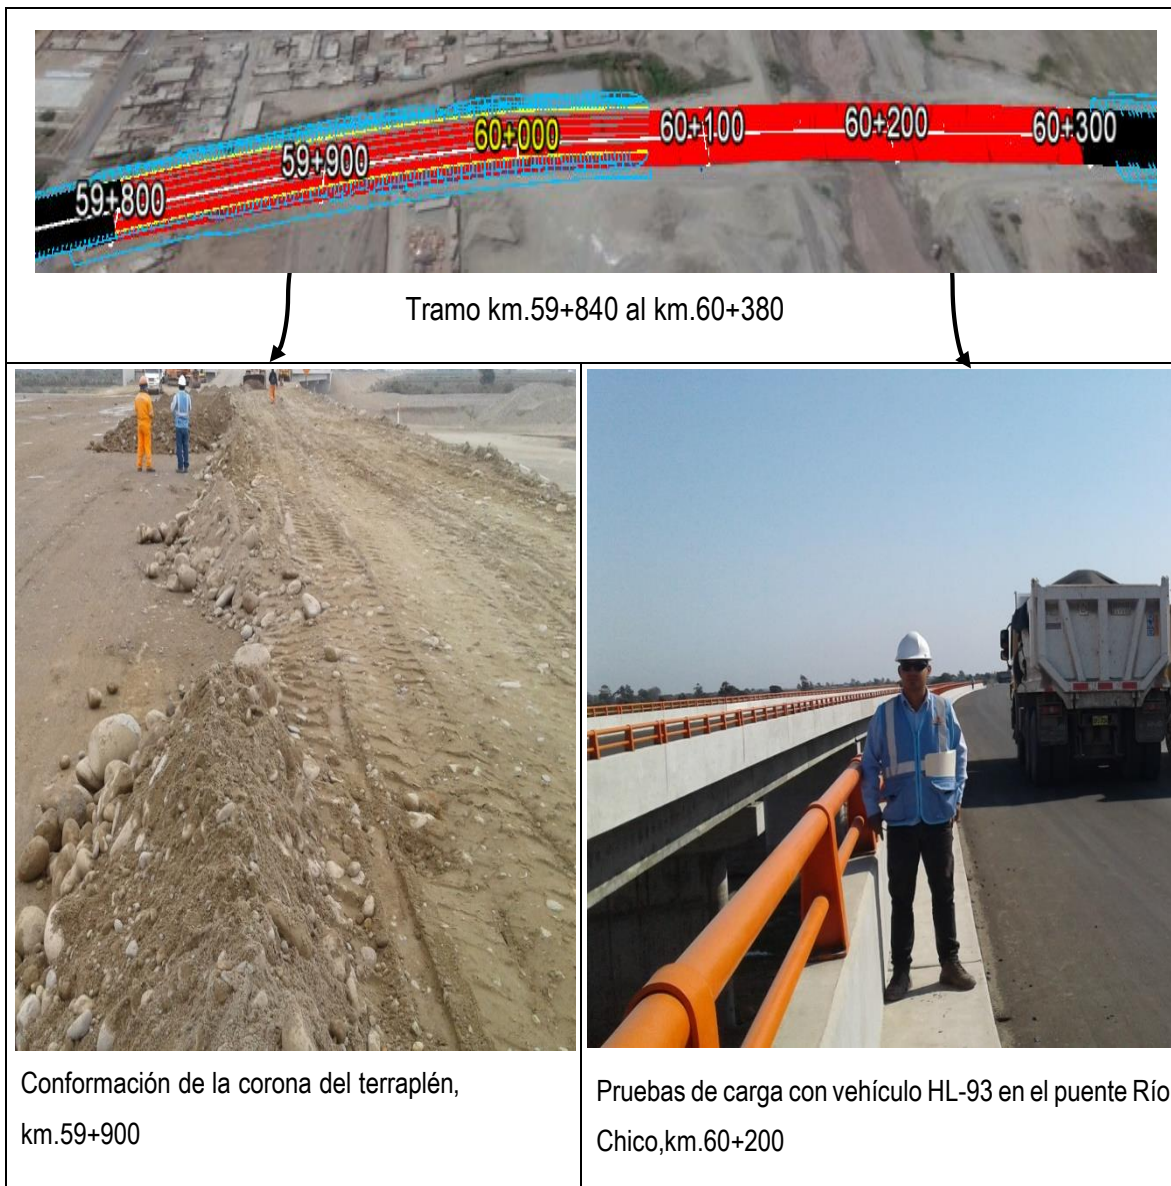 59+800
59+900
60+000
60+100
60+200
60+300
Tramo km.59+840 al km.60+380
Conformación de la corona del terraplén,
km.59+900
Pruebas de carga con vehículo HL-93 en el puente Río
Chico,km.60+200